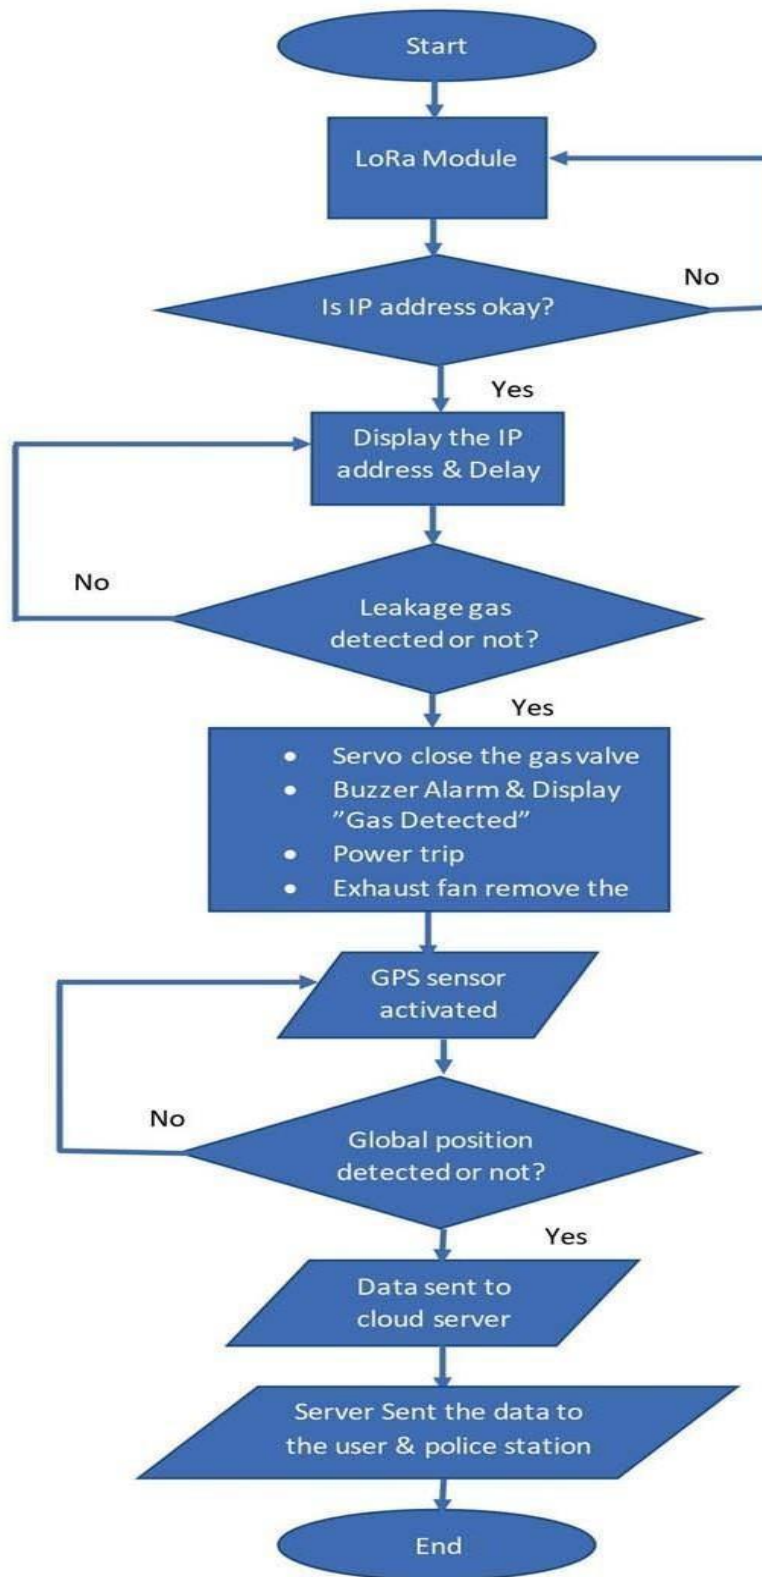 Start
LoRa Module
No
Is IP address okay?
Yes
Display the IP
address & Delay
No
Leakage gas
detected or not?
Yes
• Servo close the gas valve
• Buzzer Alarm & Display
”Gas Detected”
• Power trip
• Exhaust fan remove the
GPS sensor
activated
No
Global position
detected or not?
Yes
Data sent to
cloud server
Server Sent the data to
the user & police station
End